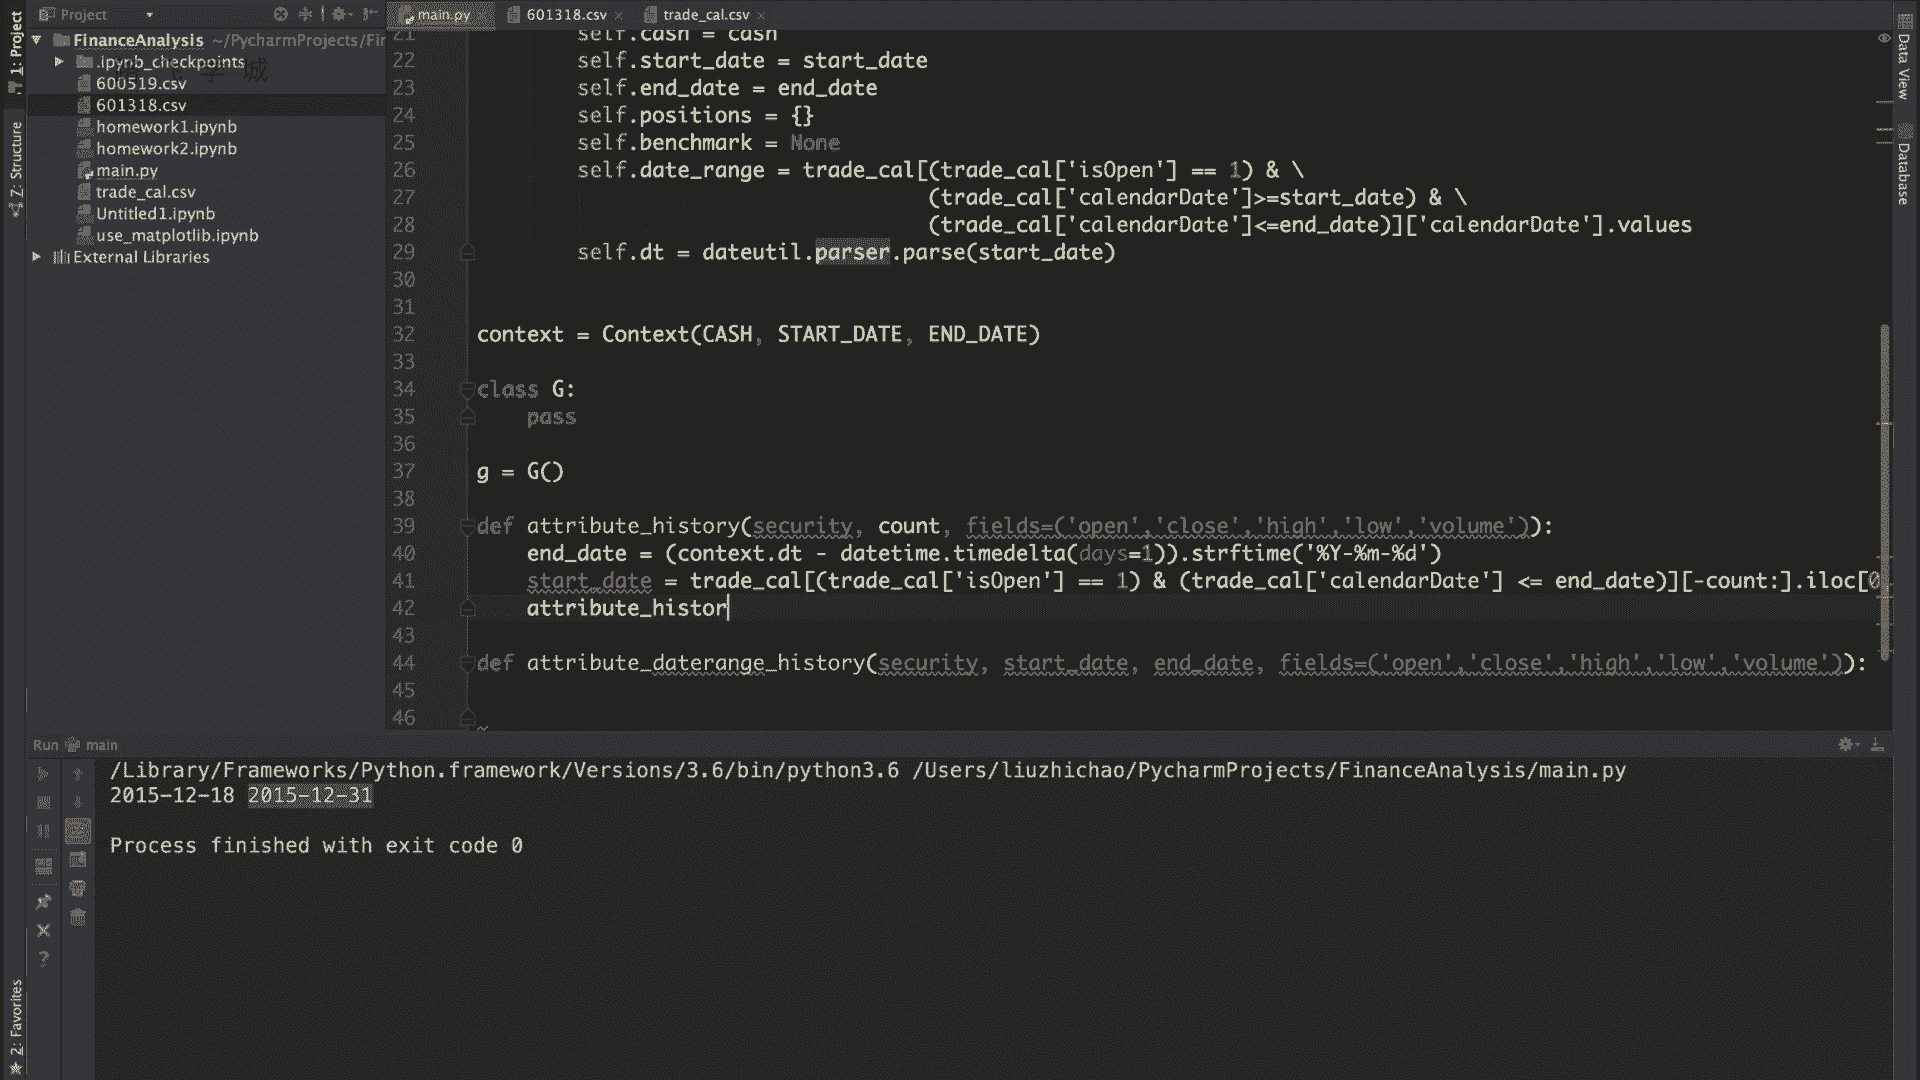 1: Project
Z: Structure
2: Favorites
Project
FinanceAnalysis ~/PycharmProjects/Fir
.ipynb_checkpoints
600519.csv
601318.csv
homework1.ipynb
homework2.ipynb
main.py
trade_cal.csv
Untitled1.ipynb
use_matplotlib.ipynb
External Libraries
城
main.py
601318.csv
trade_cal.csv
21 self.cash = cash
22 self.start_date = start_date
23 self.end_date = end_date
24 self.positions = {}
25 self.benchmark = None
26 self.date_range = trade_cal[(trade_cal['isOpen'] == 1) & \
27 (trade_cal['calendarDate']>=start_date) & \
28 (trade_cal['calendarDate']<=end_date)]['calendarDate'].values
29 self.dt = dateutil.parser.parse(start_date)
30
31
32 context = Context(CASH, START_DATE, END_DATE)
33
34 class G:
35 pass
36
37 g = G()
38
39 def attribute_history(security, count, fields=('open','close','high','low','volume')):
40 end_date = (context.dt - datetime.timedelta(days=1)).strftime('%Y-%m-%d')
41 start_date = trade_cal[(trade_cal['isOpen'] == 1) & (trade_cal['calendarDate'] <= end_date)][-count:].iloc[0
42 attribute_histor
43
44 def attribute_daterange_history(security, start_date, end_date, fields=('open','close','high','low','volume')):
45
46
Data View
Database
Run main
/Library/Frameworks/Python.framework/Versions/3.6/bin/python3.6 /Users/liuzhichao/PycharmProjects/FinanceAnalysis/main.py
2015-12-18 2015-12-31
Process finished with exit code 0